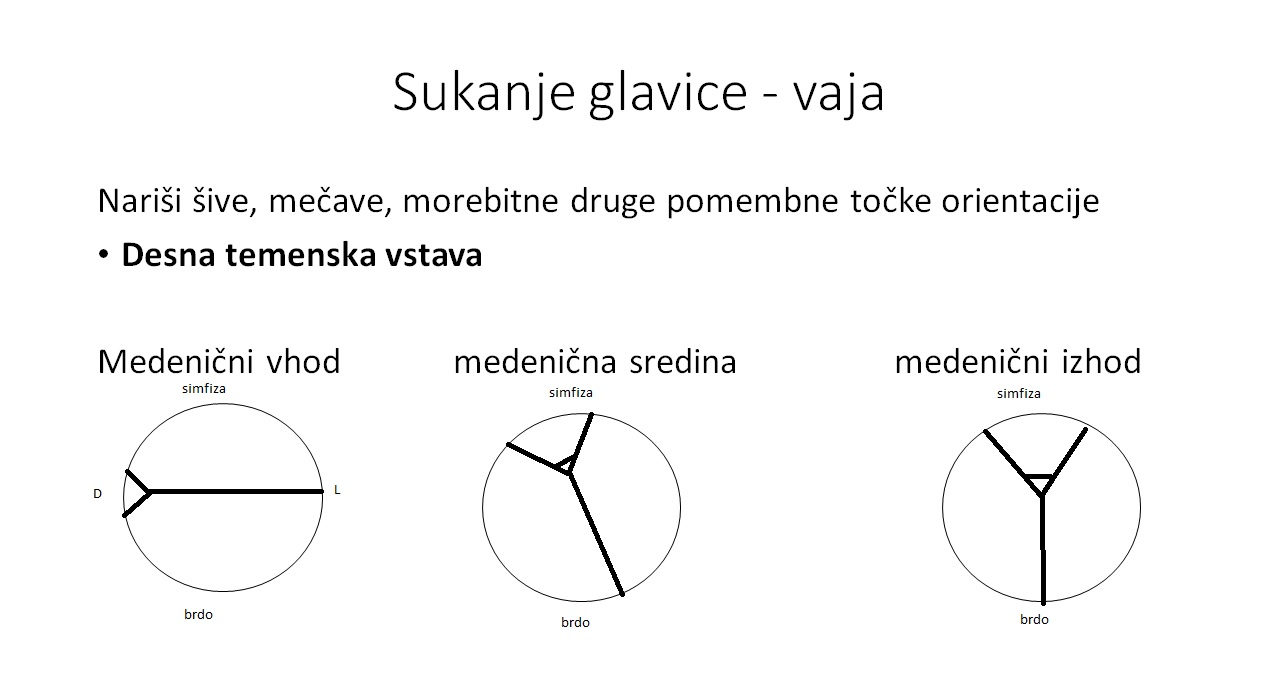 Sukanje glavice - vaja
Nariši šive, mečave, morebitne druge pomembne točke orientacije
• Desna temenska vstava
Medenični vhod
medenična sredina
medenični izhod
simfiza
simfiza
simfiza
D
L
brdo
brdo
brdo